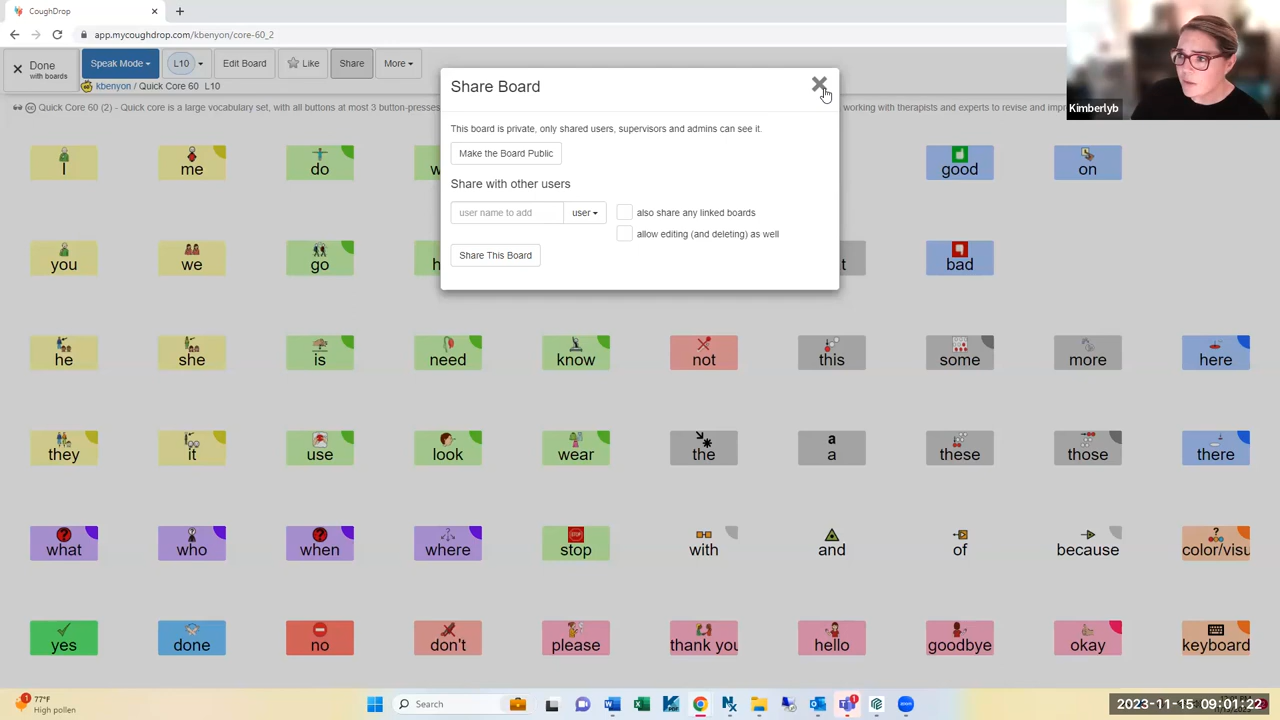 CoughDrop
app.mycoughdrop.com/kbenyon/core-60_2
Done
with boards
Speak Mode
L10
Edit Board
Like
Share
More
kbenyon / Quick Core 60 L10
Quick Core 60 (2) - Quick core is a large vocabulary set, with all buttons at most 3 button-presses
working with therapists and experts to revise and
Share Board
This board is private, only shared users, supervisors and admins can see it.
Make the Board Public
Share with other users
user name to add
user
also share any linked boards
allow editing (and deleting) as well
Share This Board
Kimberlyb
I me do good on
you we go bad
he she is need know not this some more here
they it use look wear the a these those there
what who when where stop with and of because color/visu
yes done no don't please thank you hello goodbye okay keyboard
1
77°F
High pollen
Search
1
2023-11-15 09:01:22